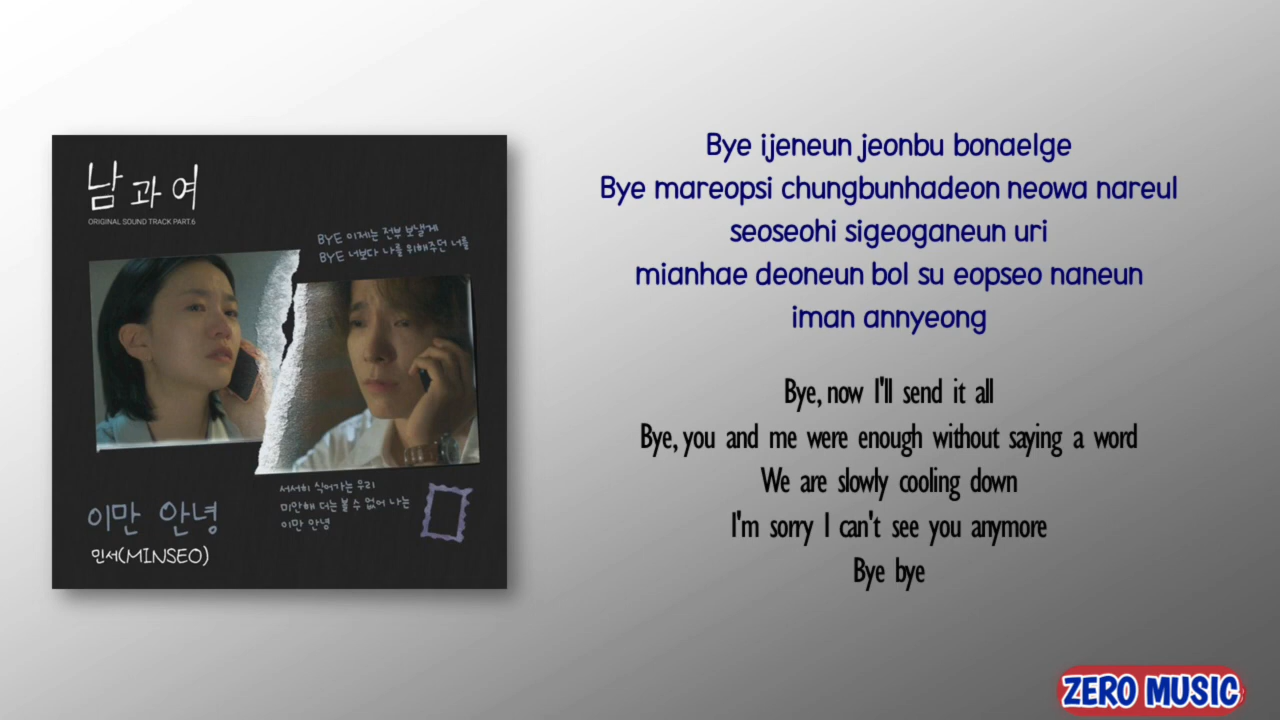 남과여
ORIGINAL SOUND TRACK PART.6
BYE 이제는 전부 보낼게
BYE 너보다 나를 위해주던 너를
서서히 식어가는 우리
미안해 더는 볼 수 없어 나는
이만 안녕
이만 안녕
민서(MINSEO)
Bye ijeneun jeonbu bonaelge
Bye mareopsi chungbunhadeon neowa nareul
seoseohi sigeoganeun uri
mianhae deoneun bol su eopseo naneun
iman annyeong
Bye, now I'll send it all
Bye, you and me were enough without saying a word
We are slowly cooling down
I'm sorry I can't see you anymore
Bye bye
ZERO MUSIC